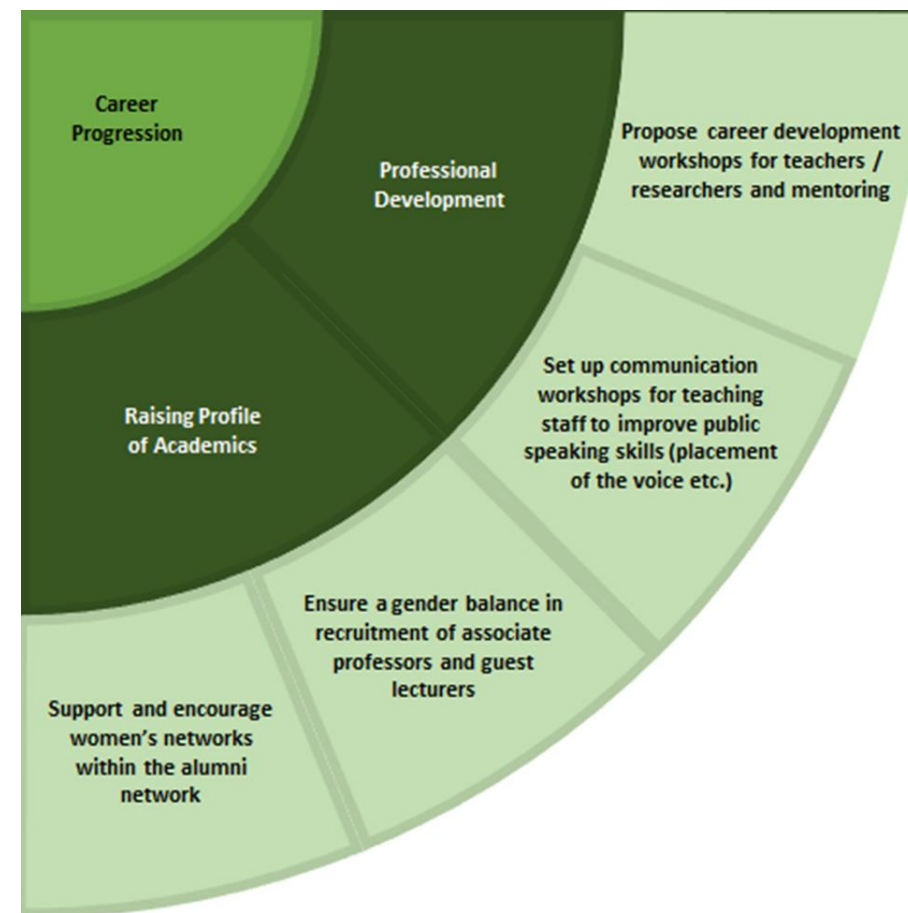 Career
Progression
Professional
Development
Raising Profile
of Academics
Propose career development
workshops for teachers /
researchers and mentoring
Set up communication
workshops for teaching
staff to improve public
speaking skills (placement
of the voice etc.)
Ensure a gender balance in
recruitment of associate
professors and guest
lecturers
Support and encourage
women's networks
within the alumni
network